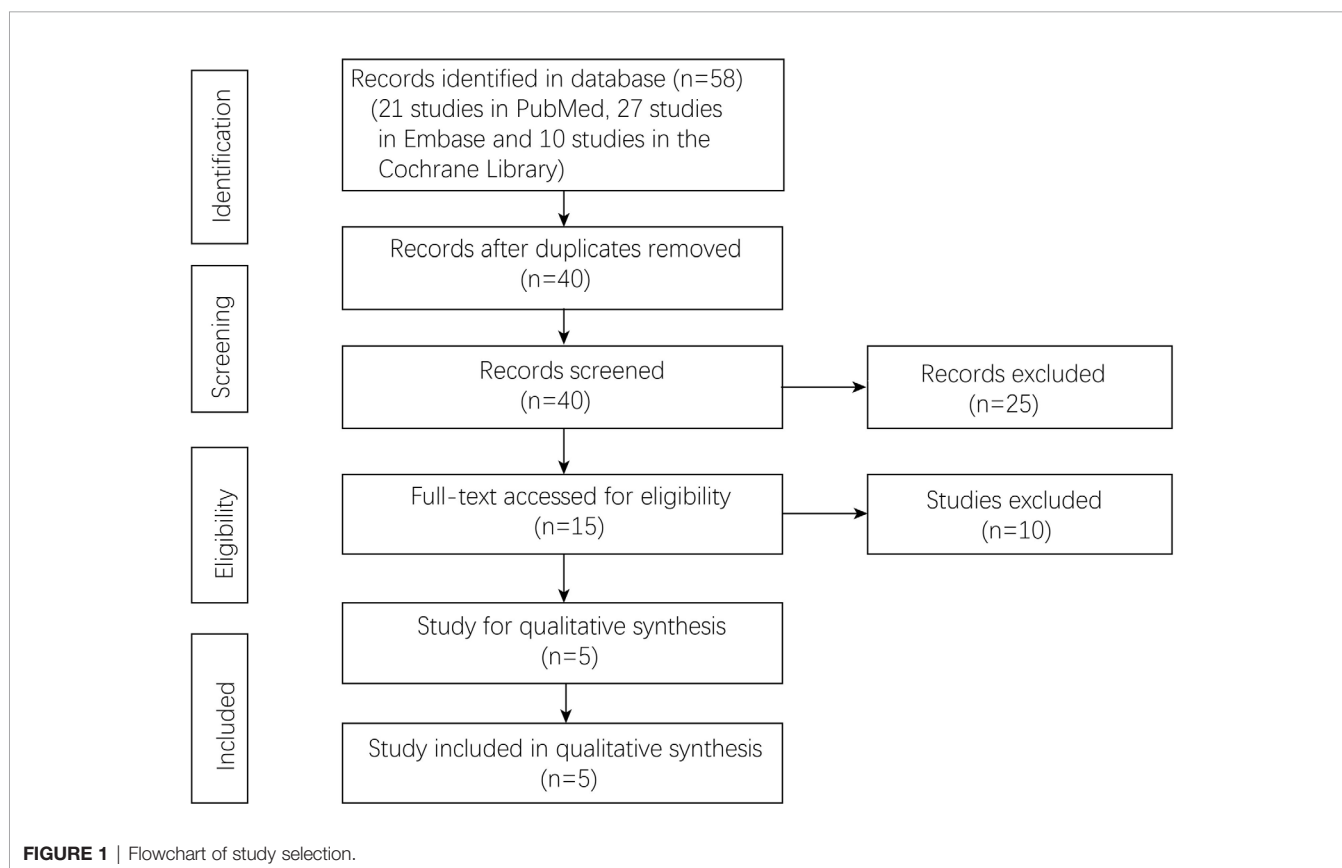 Identification
Records identified in database (n=58)
(21 studies in PubMed, 27 studies
in Embase and 10 studies in the
Cochrane Library)
Records after duplicates removed
(n=40)
Screening
Records screened
(n=40)
Records excluded
(n=25)
Eligibility
Full-text accessed for eligibility
(n=15)
Studies excluded
(n=10)
Study for qualitative synthesis
(n=5)
Included
Study included in qualitative synthesis
(n=5)
FIGURE 1 | Flowchart of study selection.